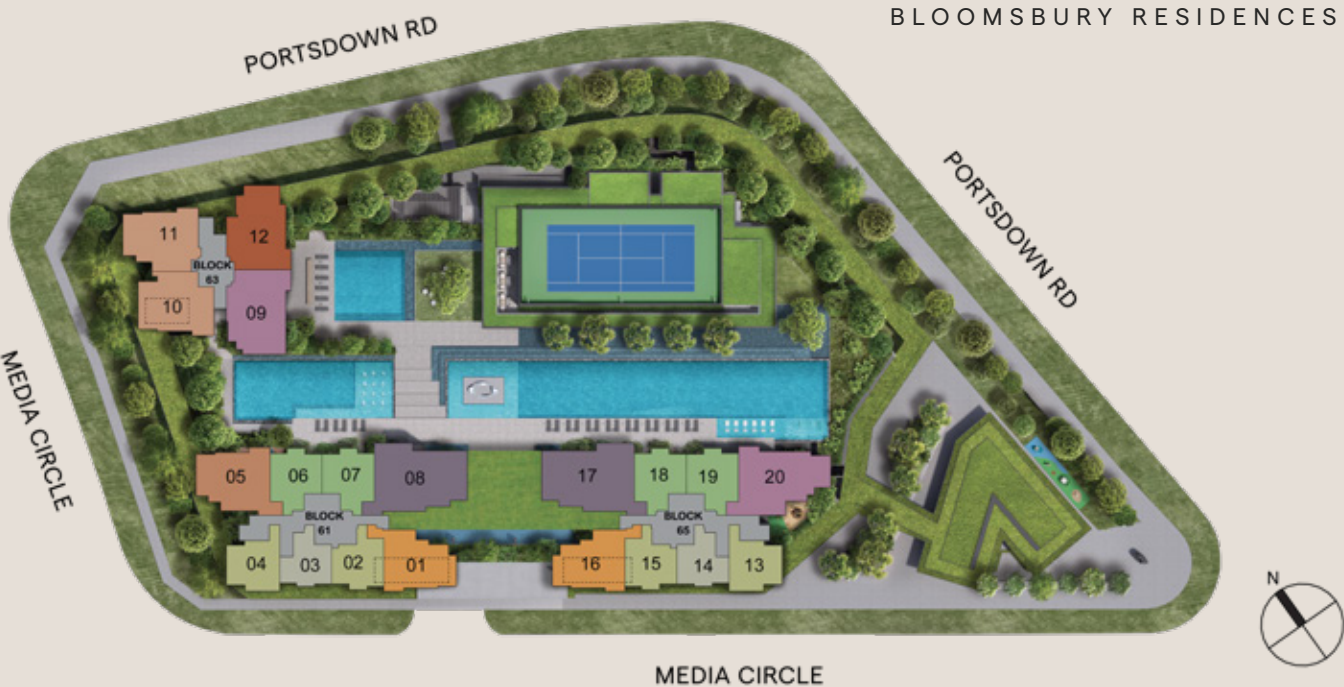 BLOOMSBURY RESIDENCES
PORTSDOWN RD
PORTSDOWN RD
11
12
BLOCK
63
10
09
MEDIA CIRCLE
05
06
07
08
17
18
19
20
BLOCK
61
BLOCK
65
04
03
02
01
16
15
14
13
N
MEDIA CIRCLE